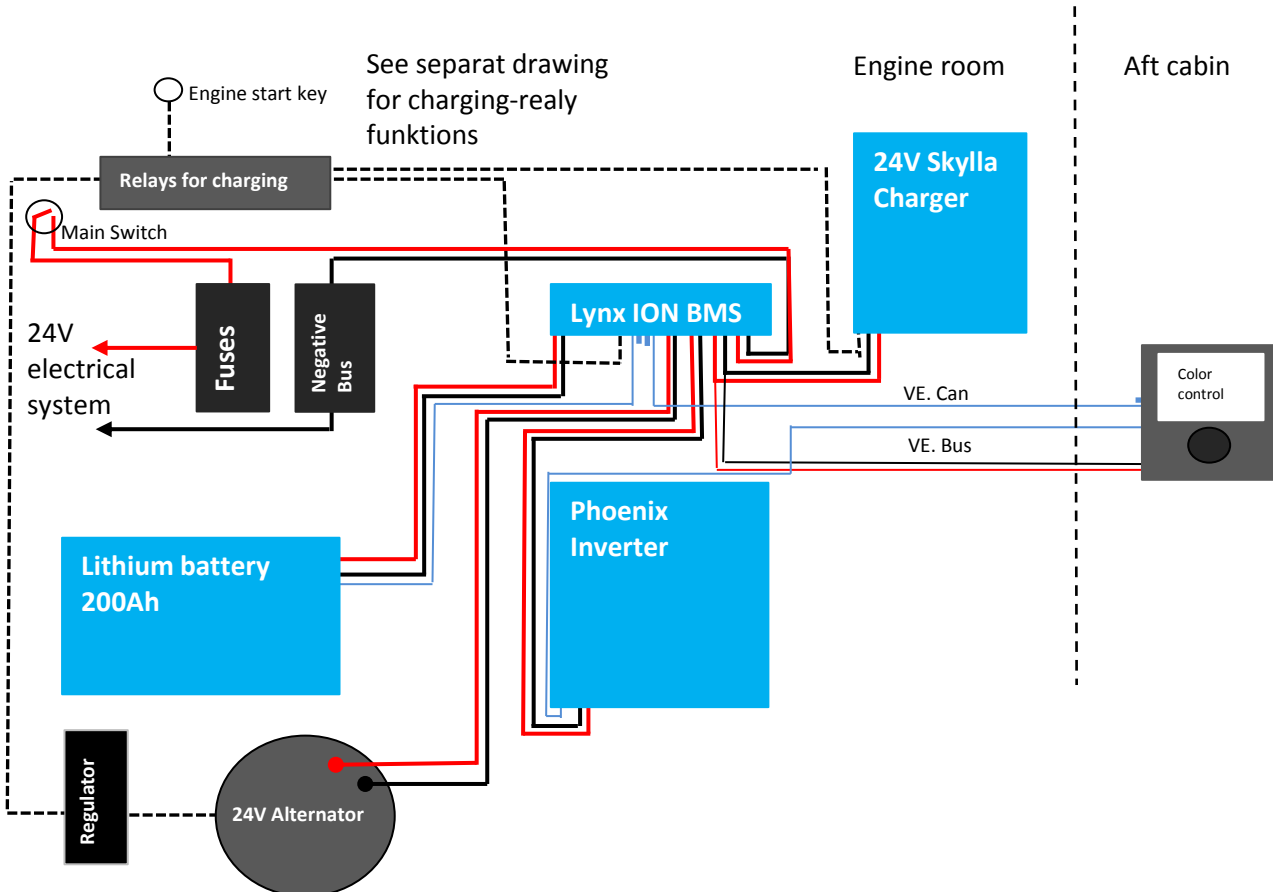 See separat drawing
for charging-realy
funktions
Engine room
Aft cabin
Engine start key
Relays for charging
24V Skylla
Charger
Main Switch
Lynx ION BMS
24V
electrical
system
Fuses
Negative
Bus
Color
control
VE. Can
VE. Bus
Phoenix
Inverter
Lithium battery
200Ah
Regulator
24V Alternator